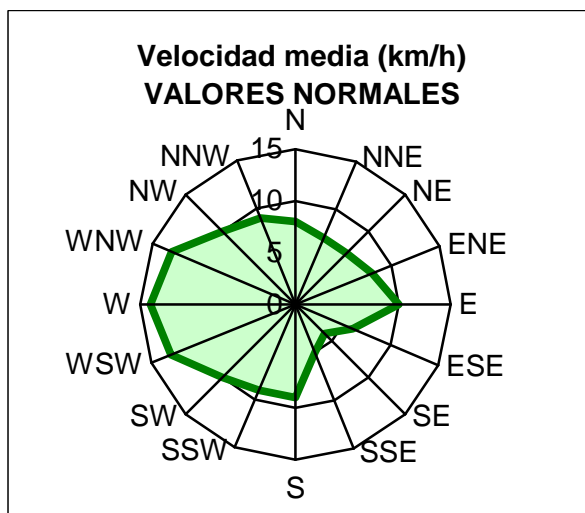 Velocidad media (km/h)
VALORES NORMALES
N
NNW 15 NNE
NW 10 NE
WNW 5 ENE
W 0 E
WSW ESE
SW SE
SSW SSE
S